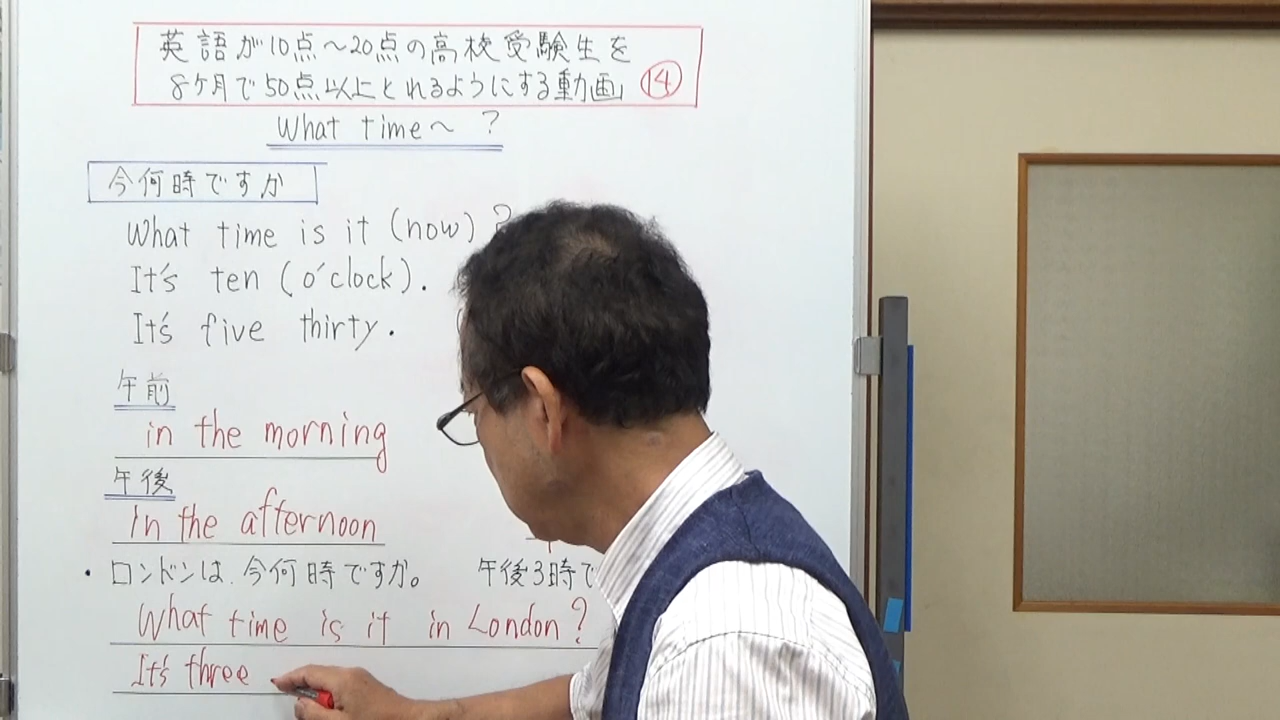 英語が10点～20点の高校受験生を
8ヶ月で50点以上とれるようにする動画 ⑭
What time～ ?
今何時ですか
What time is it (now) ?
It's ten (o'clock).
It's five thirty.
午前
in the morning
午後
in the afternoon
・ロンドンは今何時ですか。 午後3時で
What time is it in London?
It's three